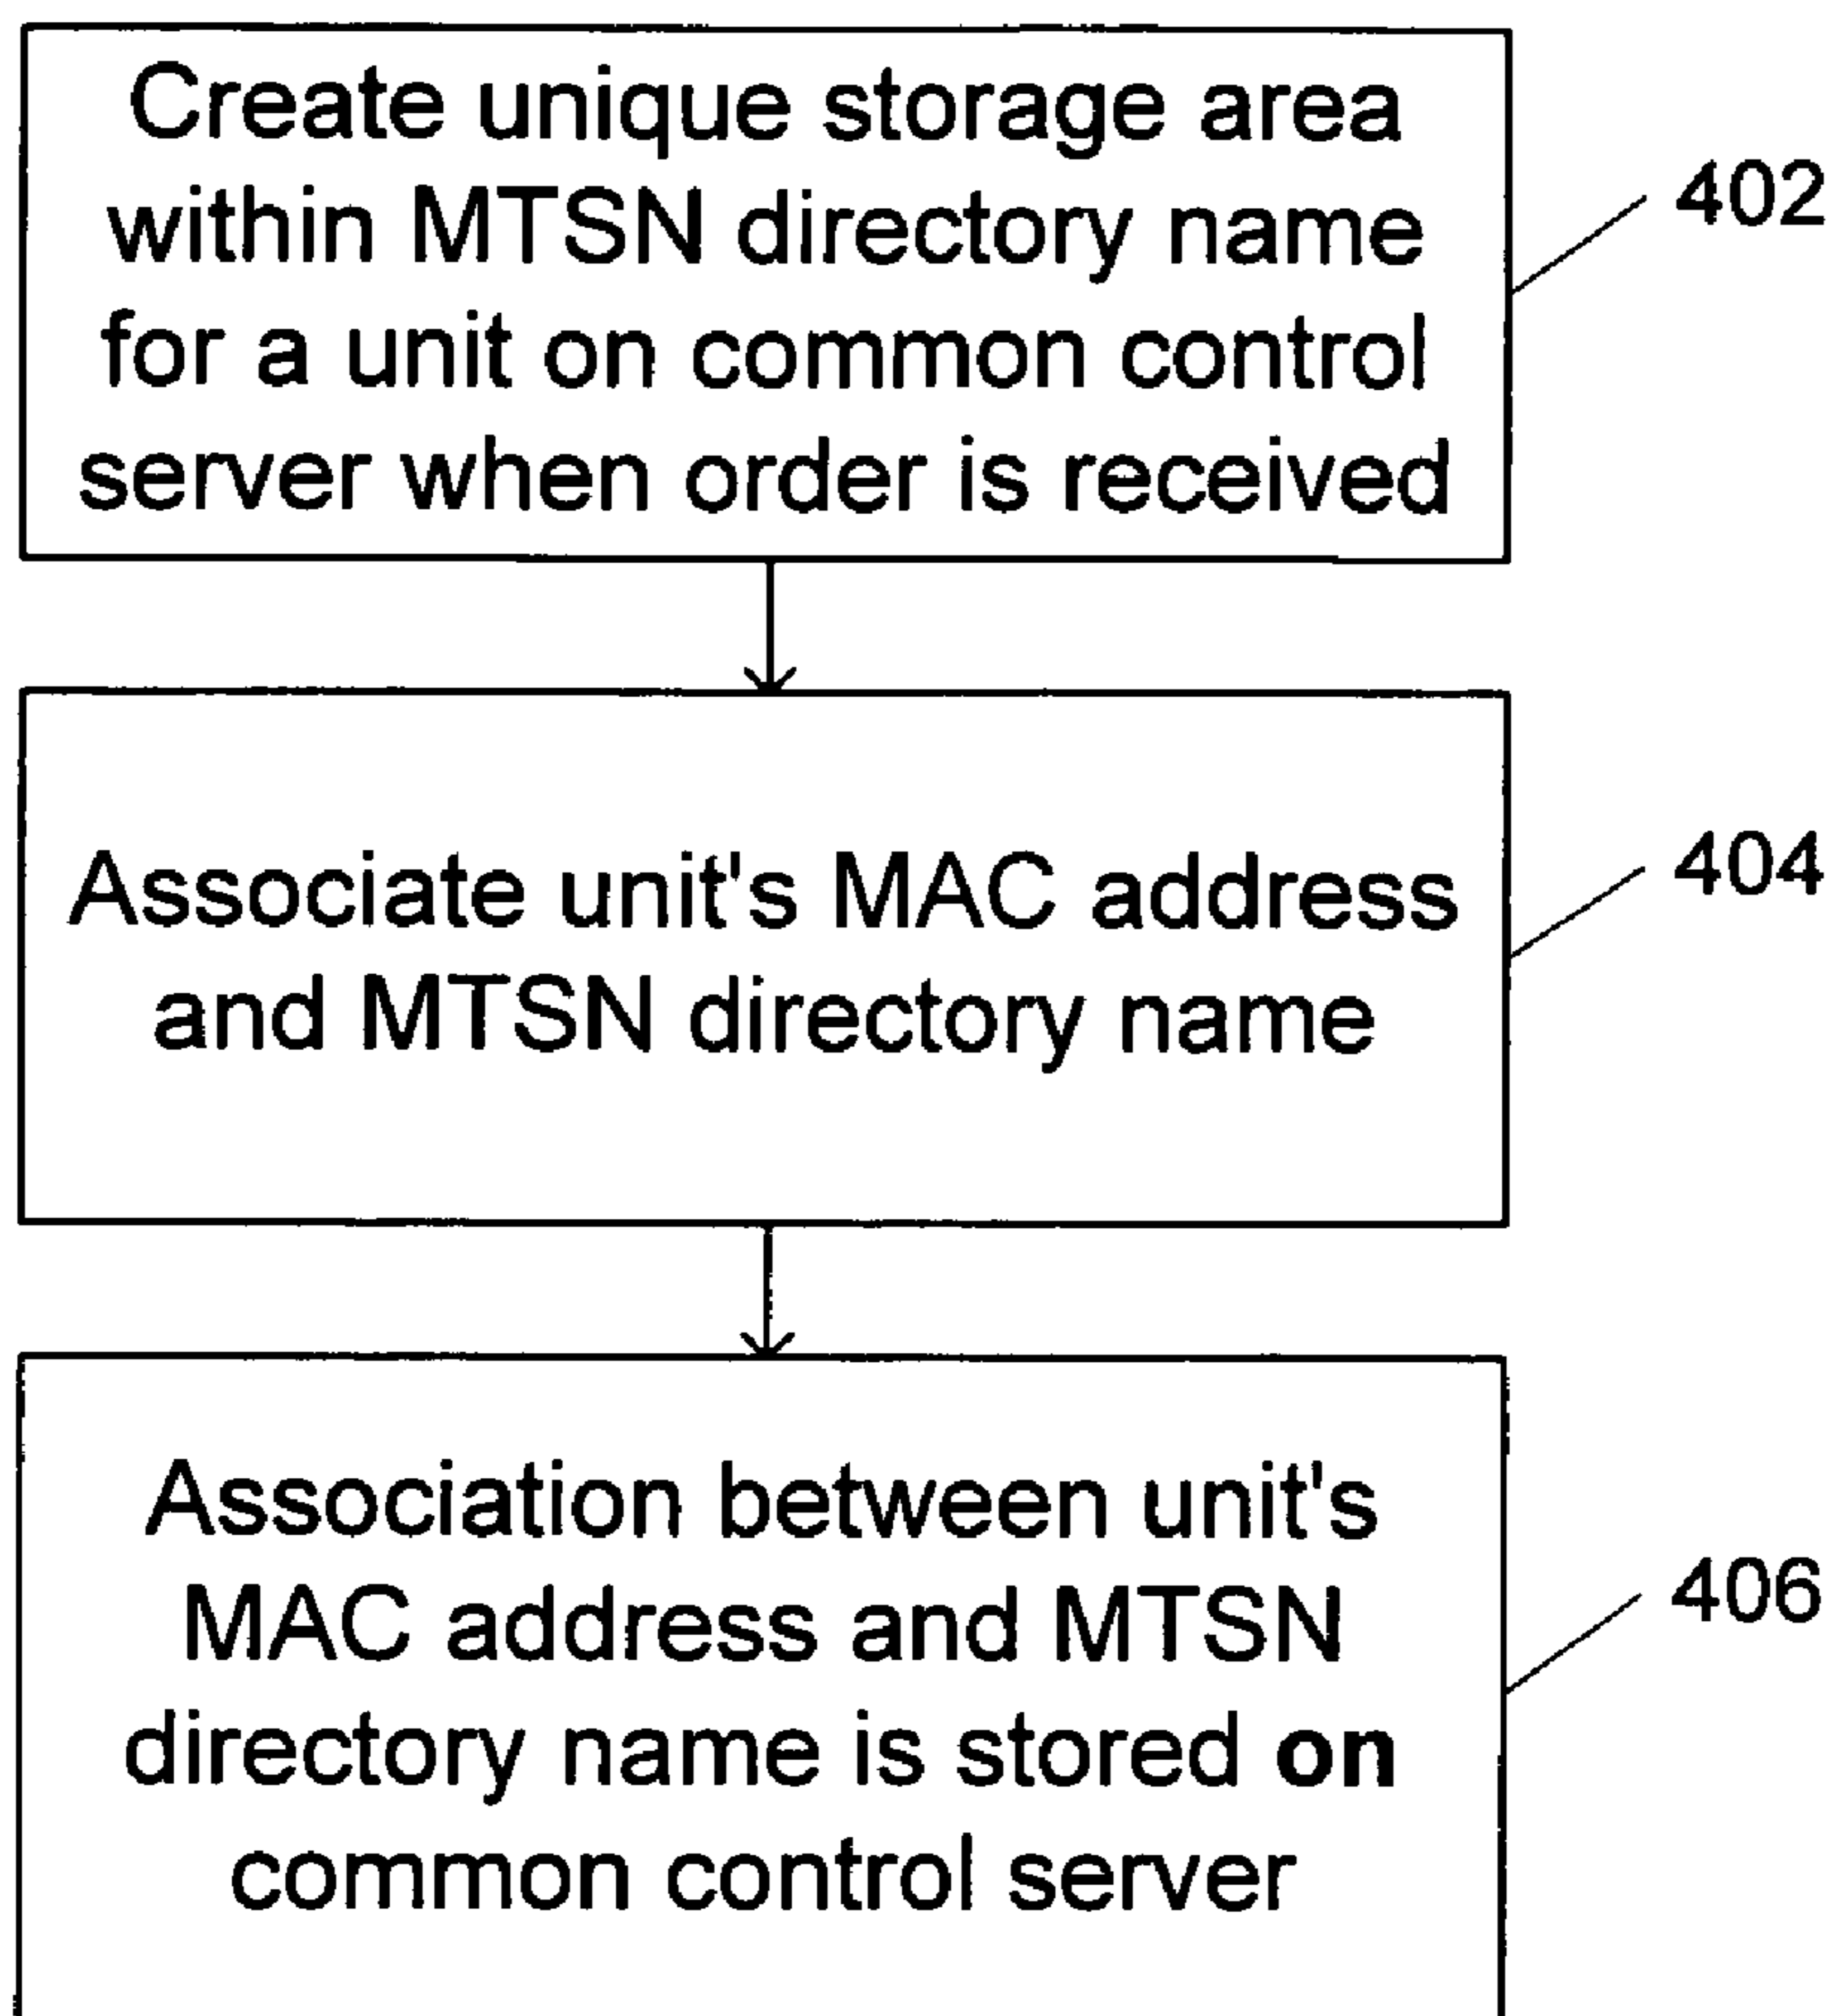 Create unique storage area
within MTSN directory name
for a unit on common control
server when order is received
402
Associate unit's MAC address
and MTSN directory name
404
Association between unit's
MAC address and MTSN
directory name is stored on
common control server
406